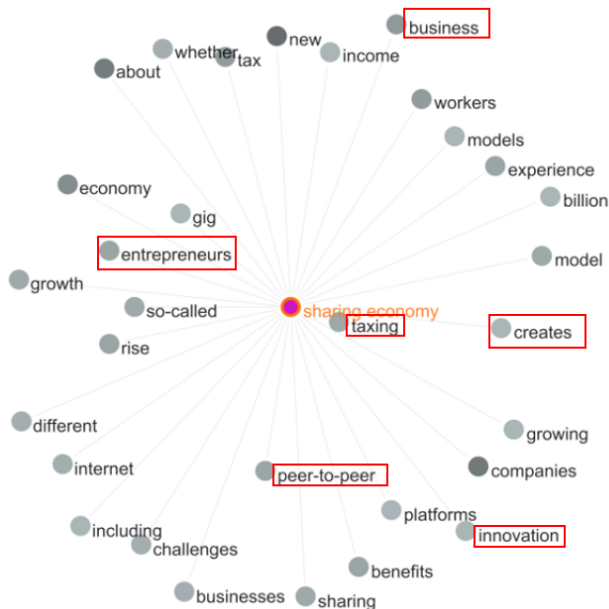 business
new
whether
tax
income
about
workers
models
experience
economy
billion
gig
entrepreneurs
model
growth
so-called
sharing economy
taxing
creates
rise
different
growing
internet
companies
peer-to-peer
platforms
including
innovation
challenges
benefits
businesses
sharing